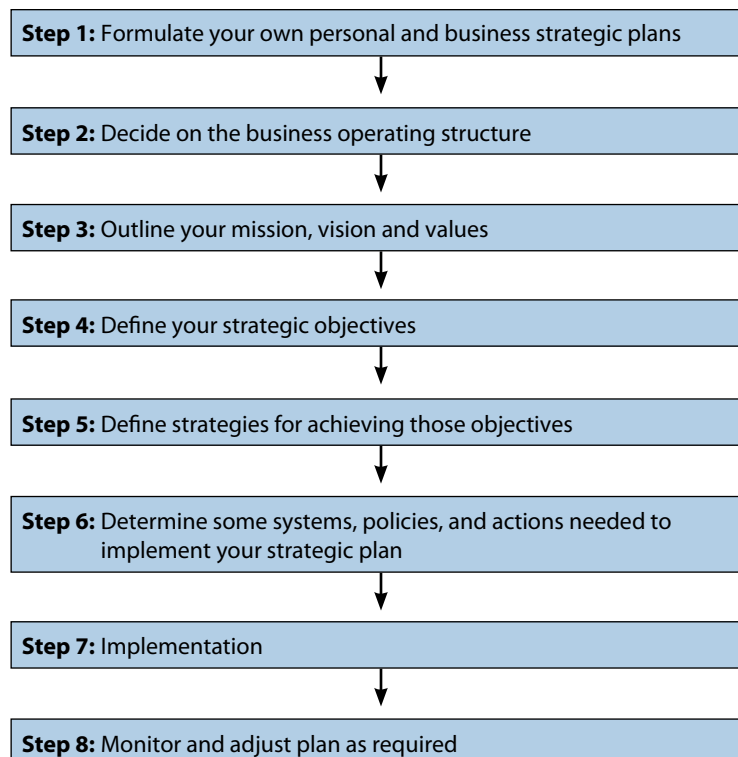 Step 1: Formulate your own personal and business strategic plans
Step 2: Decide on the business operating structure
Step 3: Outline your mission, vision and values
Step 4: Define your strategic objectives
Step 5: Define strategies for achieving those objectives
Step 6: Determine some systems, policies, and actions needed to
implement your strategic plan
Step 7: Implementation
Step 8: Monitor and adjust plan as required